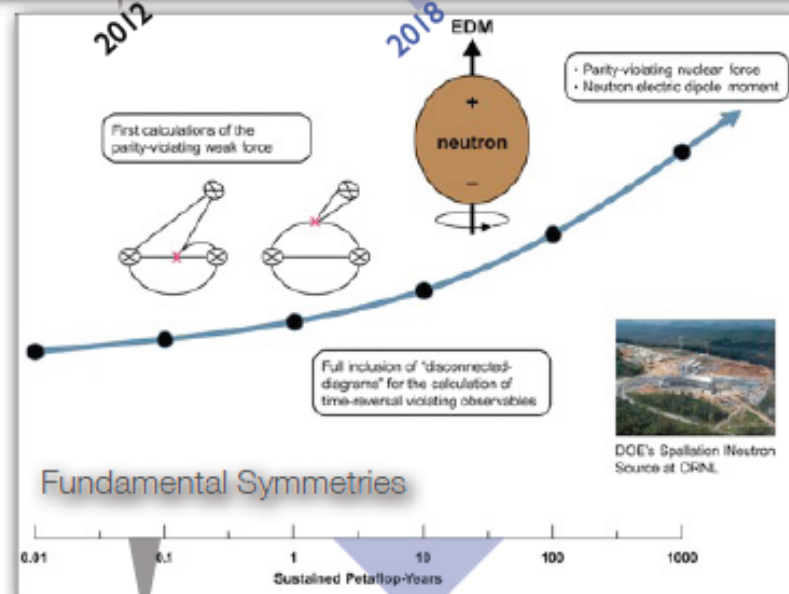 2012
2018
EDM
+
neutron
−
First calculations of the
parity-violating weak force
• Parity-violating nuclear force
• Neutron electric dipole moment
Full inclusion of "disconnected-
diagrams" for the calculation of
time-reversal violating observables
DOE's Spallation Neutron
Source at ORNL
Fundamental Symmetries
0.01
0.1
1
10
100
1000
Sustained Petaflop-Years